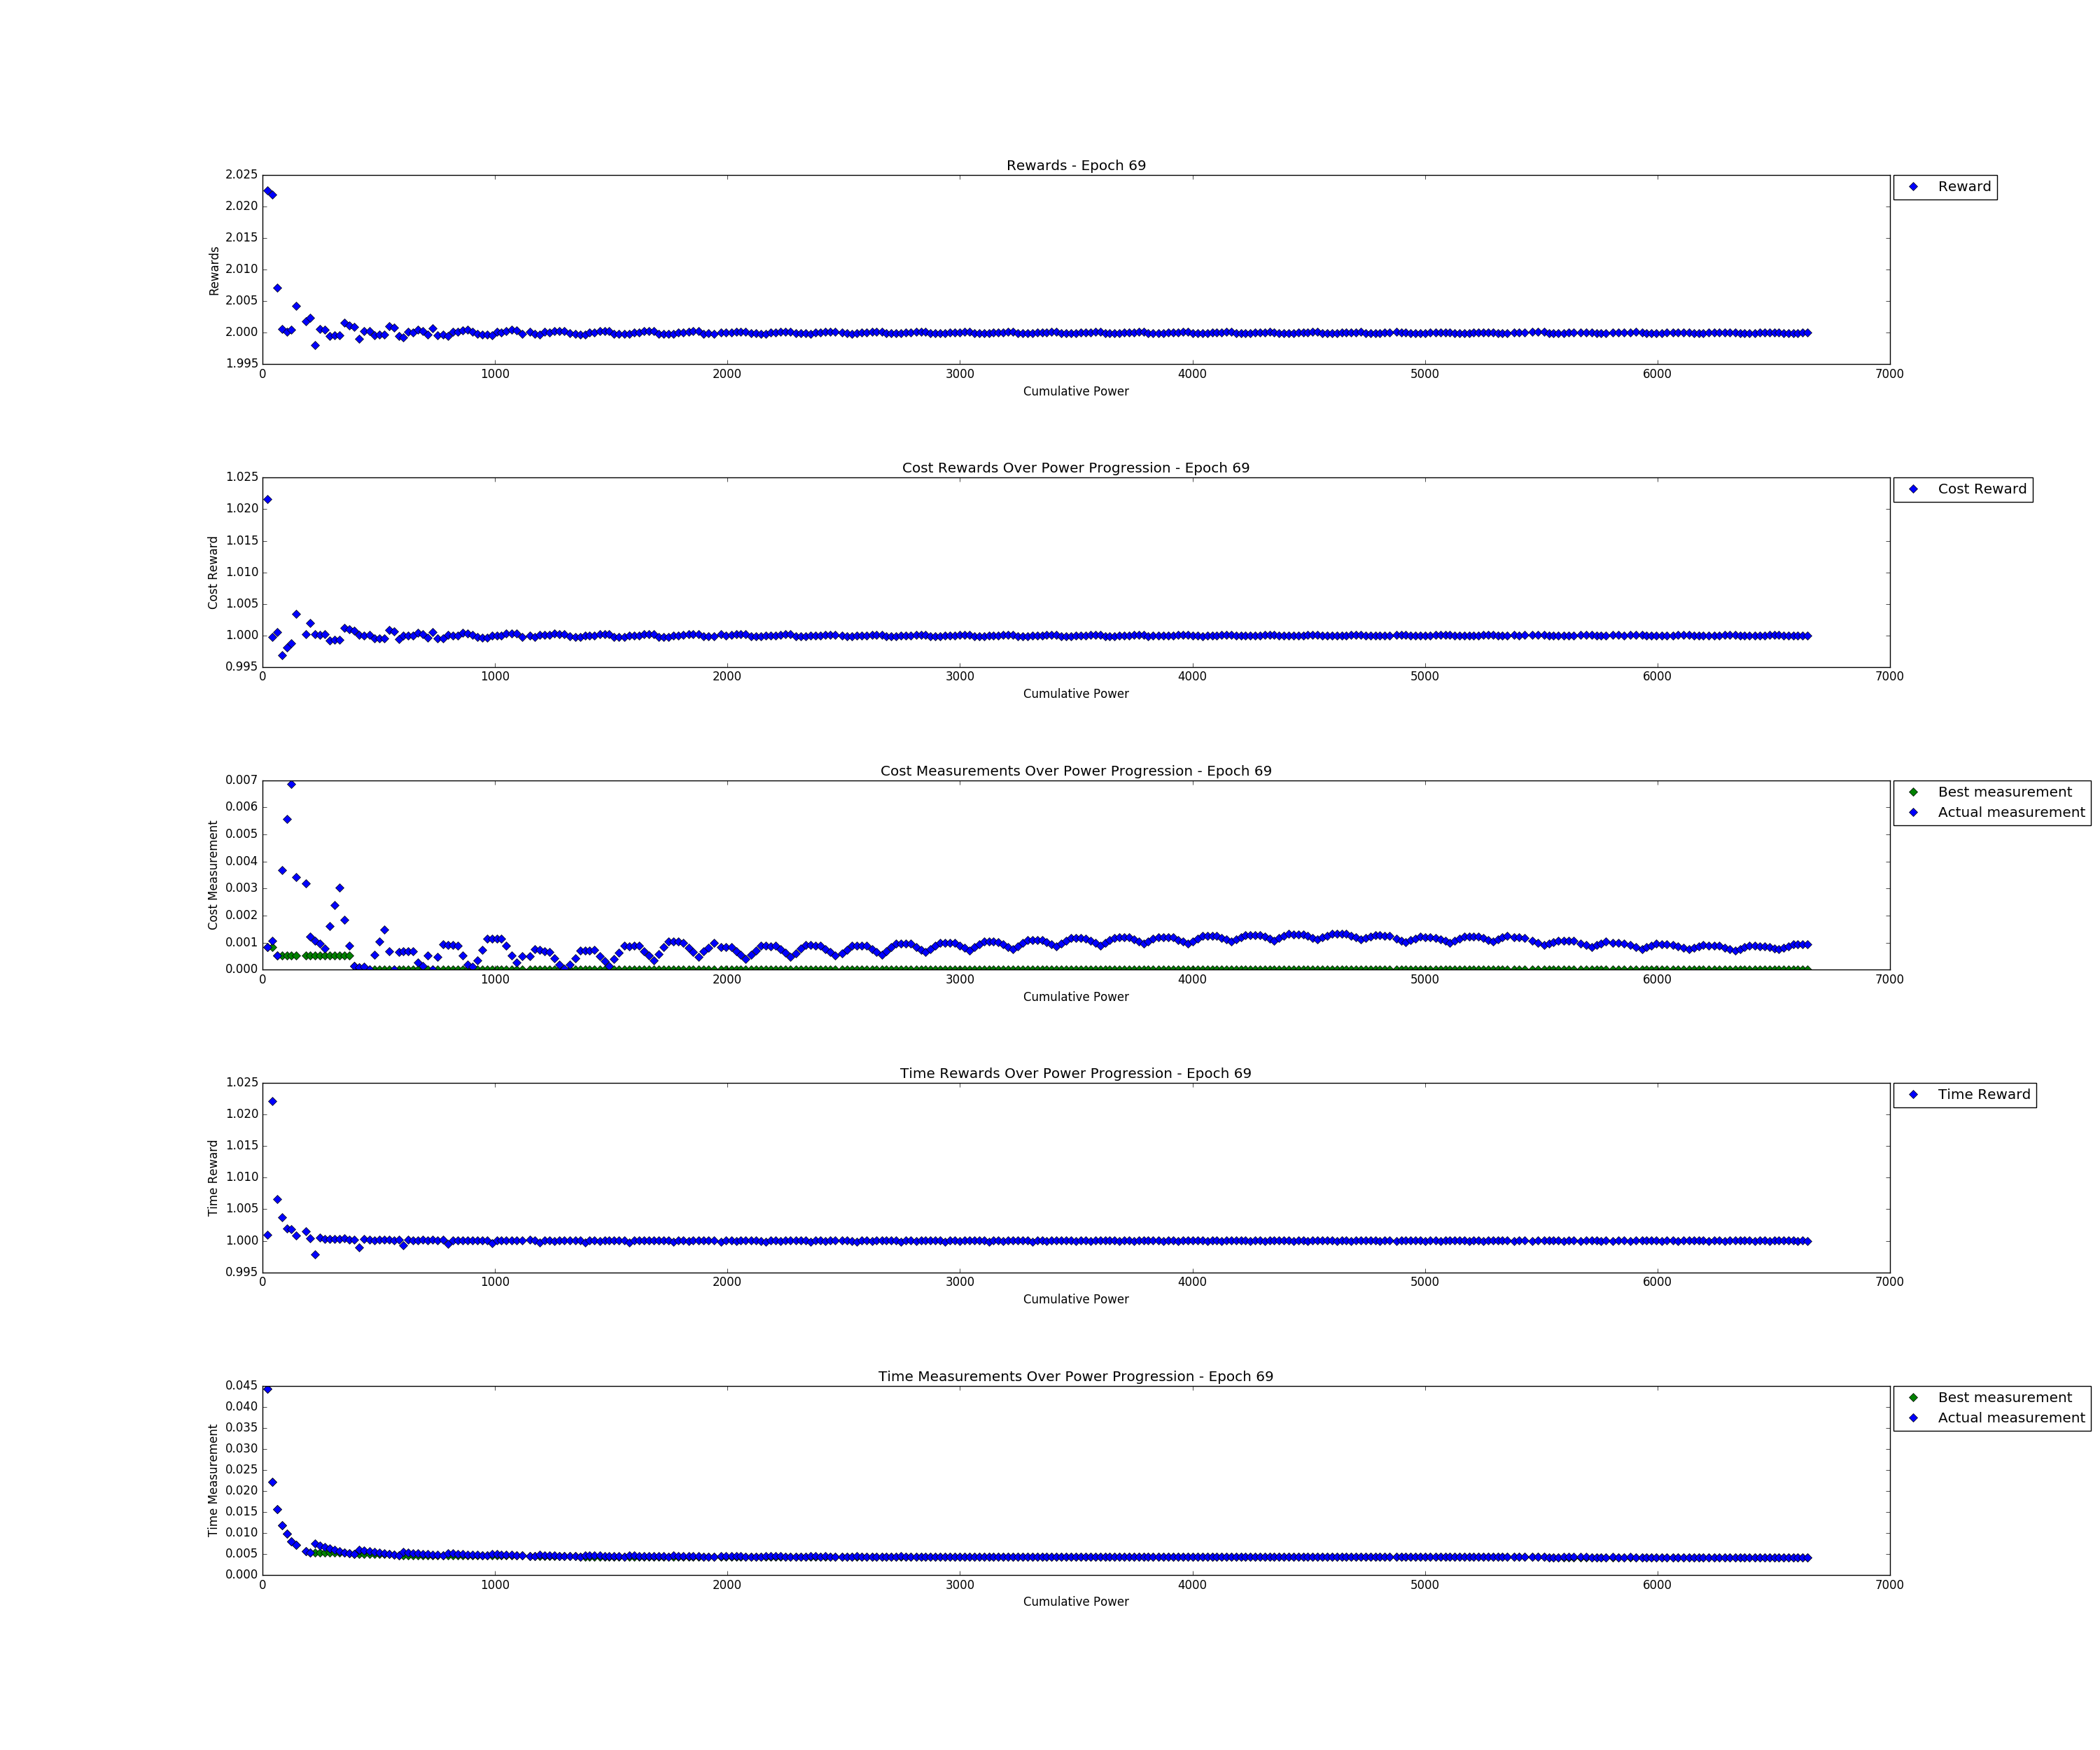 Rewards - Epoch 69
2.025
2.020
2.015
2.010
2.005
2.000
1.995
Rewards
0 1000 2000 3000 4000 5000 6000 7000
Cumulative Power
Reward
Cost Rewards Over Power Progression - Epoch 69
1.025
1.020
1.015
1.010
1.005
1.000
0.995
Cost Reward
0 1000 2000 3000 4000 5000 6000 7000
Cumulative Power
Cost Reward
Cost Measurements Over Power Progression - Epoch 69
0.007
0.006
0.005
0.004
0.003
0.002
0.001
0.000
Cost Measurement
0 1000 2000 3000 4000 5000 6000 7000
Cumulative Power
Best measurement
Actual measurement
Time Rewards Over Power Progression - Epoch 69
1.025
1.020
1.015
1.010
1.005
1.000
0.995
Time Reward
0 1000 2000 3000 4000 5000 6000 7000
Cumulative Power
Time Reward
Time Measurements Over Power Progression - Epoch 69
0.045
0.040
0.035
0.030
0.025
0.020
0.015
0.010
0.005
0.000
Time Measurement
0 1000 2000 3000 4000 5000 6000 7000
Cumulative Power
Best measurement
Actual measurement